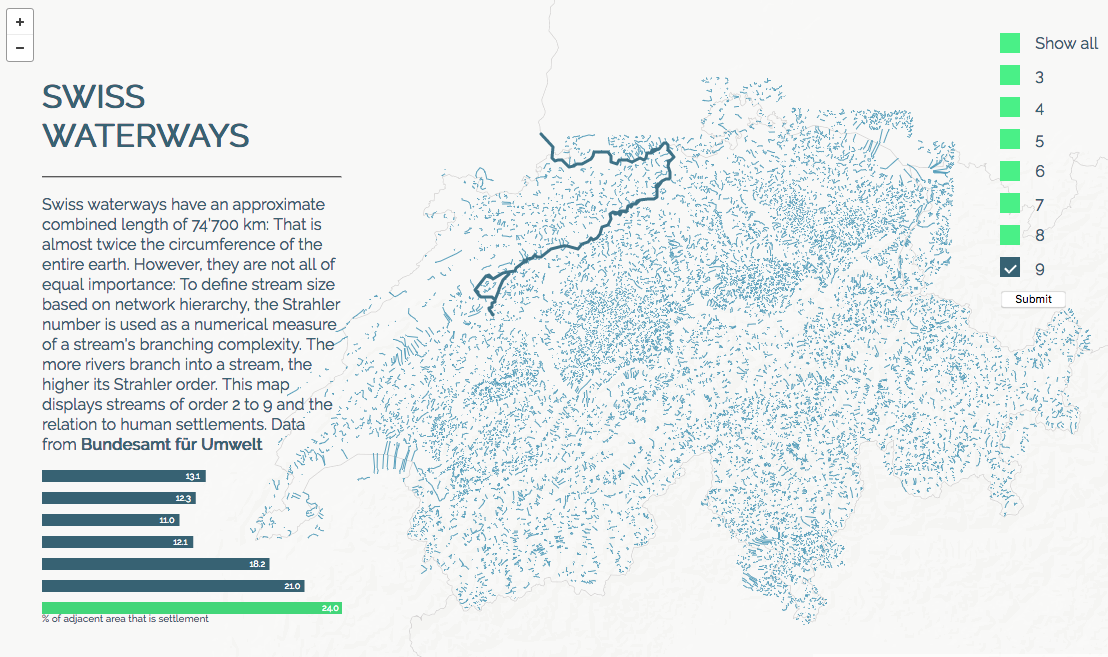 +
−
SWISS
WATERWAYS
Swiss waterways have an approximate
combined length of 74'700 km: That is
almost twice the circumference of the
entire earth. However, they are not all of
equal importance: To define stream size
based on network hierarchy, the Strahler
number is used as a numerical measure
of a stream's branching complexity. The
more rivers branch into a stream, the
higher its Strahler order. This map
displays streams of order 2 to 9 and the
relation to human settlements. Data
from Bundesamt für Umwelt
13.1
12.3
11.0
12.1
18.2
21.0
24.0
% of adjacent area that is settlement
Show all
3
4
5
6
7
8
9
Submit